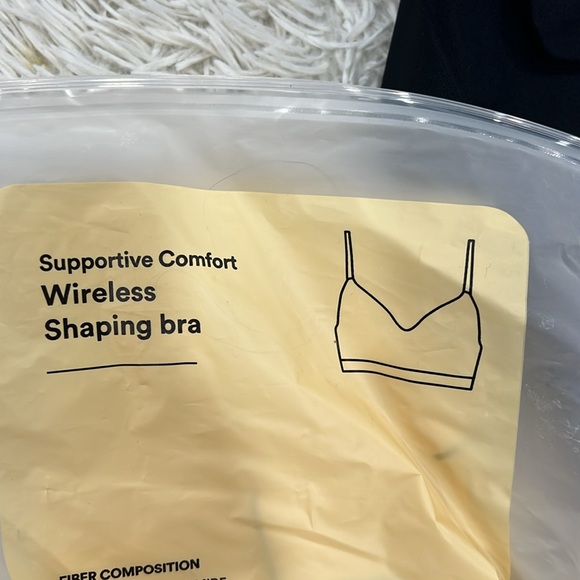 Supportive Comfort
Wireless
Shaping bra
FIBER COMPOSITION